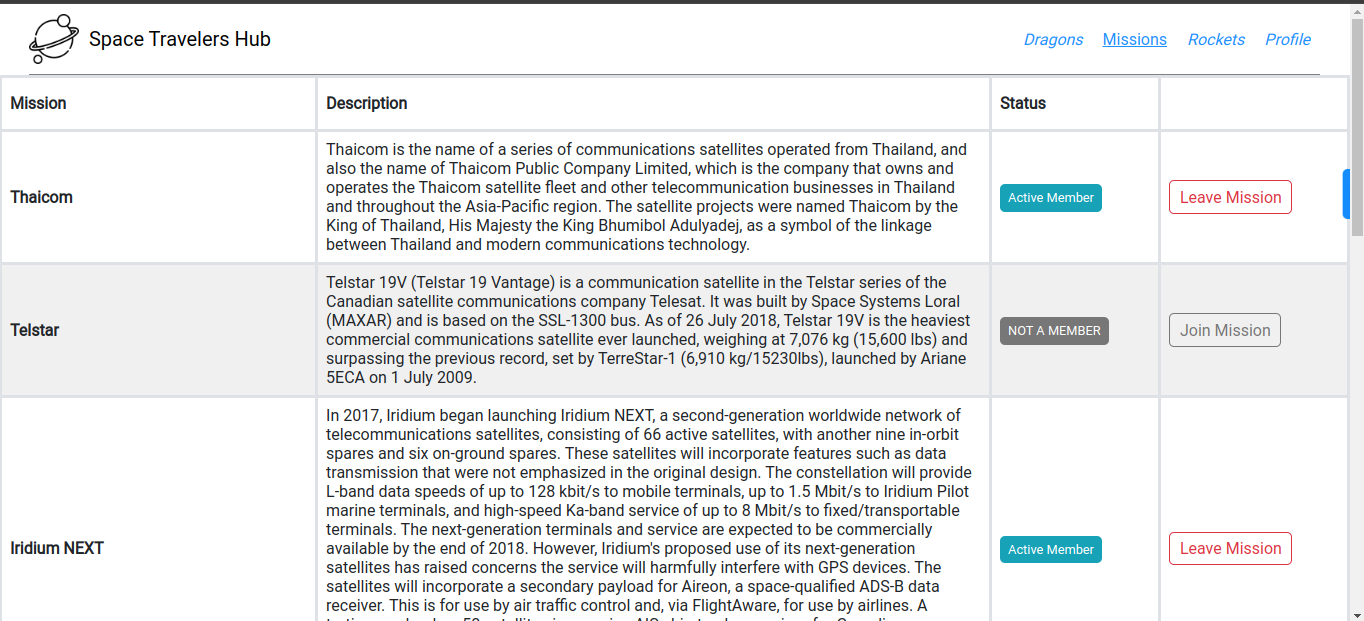 Space Travelers Hub
Dragons Missions Rockets Profile
Mission Description Status
Thaicom
Thaicom is the name of a series of communications satellites operated from Thailand, and
also the name of Thaicom Public Company Limited, which is the company that owns and
operates the Thaicom satellite fleet and other telecommunication businesses in Thailand
and throughout the Asia-Pacific region. The satellite projects were named Thaicom by the
King of Thailand, His Majesty the King Bhumibol Adulyadej, as a symbol of the linkage
between Thailand and modern communications technology.
Active Member
Leave Mission
Telstar
Telstar 19V (Telstar 19 Vantage) is a communication satellite in the Telstar series of the
Canadian satellite communications company Telesat. It was built by Space Systems Loral
(MAXAR) and is based on the SSL-1300 bus. As of 26 July 2018, Telstar 19V is the heaviest
commercial communications satellite ever launched, weighing at 7,076 kg (15,600 lbs) and
surpassing the previous record, set by TerreStar-1 (6,910 kg/15230lbs), launched by Ariane
5ECA on 1 July 2009.
NOT A MEMBER
Join Mission
Iridium NEXT
In 2017, Iridium began launching Iridium NEXT, a second-generation worldwide network of
telecommunications satellites, consisting of 66 active satellites, with another nine in-orbit
spares and six on-ground spares. These satellites will incorporate features such as data
transmission that were not emphasized in the original design. The constellation will provide
L-band data speeds of up to 128 kbit/s to mobile terminals, up to 1.5 Mbit/s to Iridium Pilot
marine terminals, and high-speed Ka-band service of up to 8 Mbit/s to fixed/transportable
terminals. The next-generation terminals and service are expected to be commercially
available by the end of 2018. However, Iridium's proposed use of its next-generation
satellites has raised concerns the service will harmfully interfere with GPS devices. The
satellites will incorporate a secondary payload for Aireon, a space-qualified ADS-B data
receiver. This is for use by air traffic control and, via FlightAware, for use by airlines. A
Active Member
Leave Mission